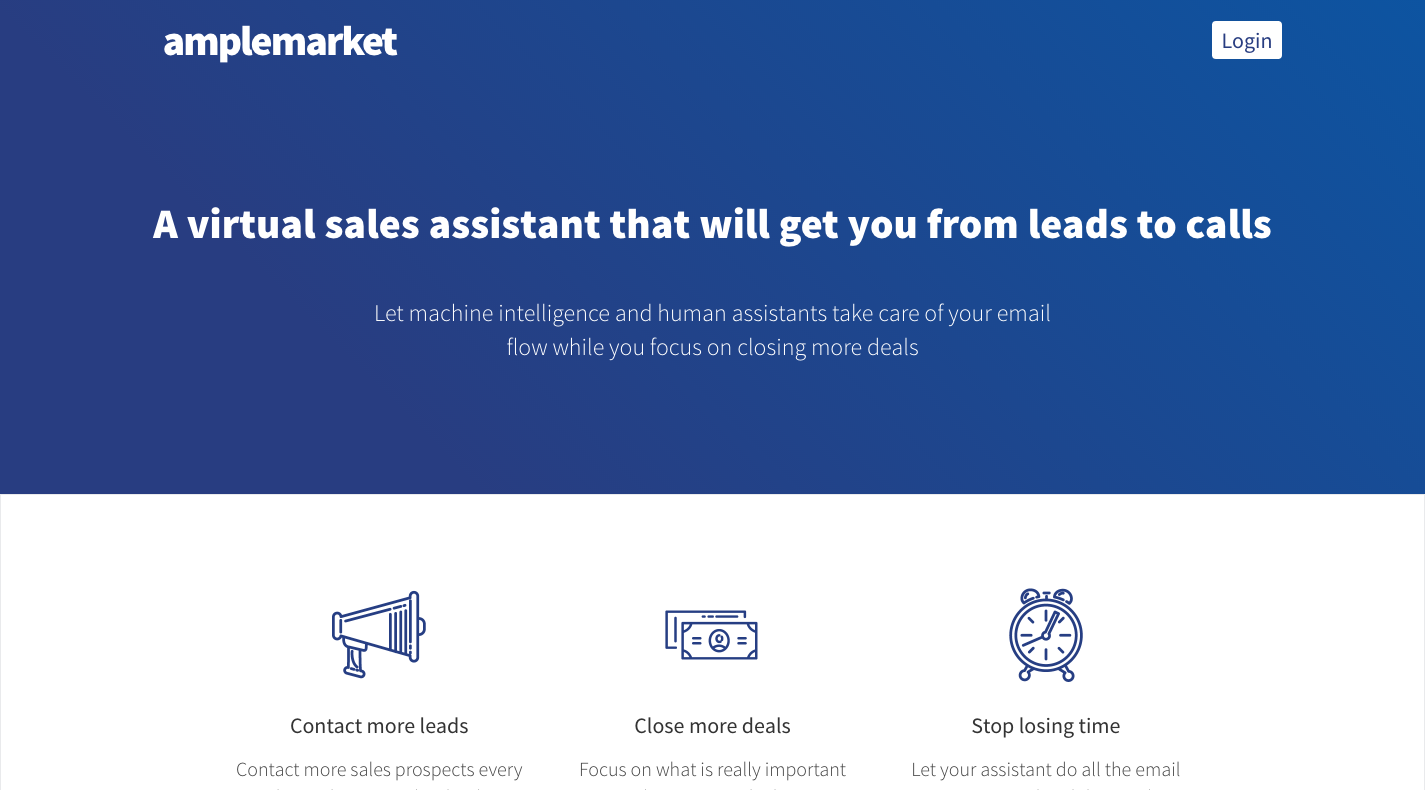 amplemarket
Login
A virtual sales assistant that will get you from leads to calls
Let machine intelligence and human assistants take care of your email
flow while you focus on closing more deals
Contact more leads
Close more deals
Stop losing time
Contact more sales prospects every
Focus on what is really important
Let your assistant do all the email